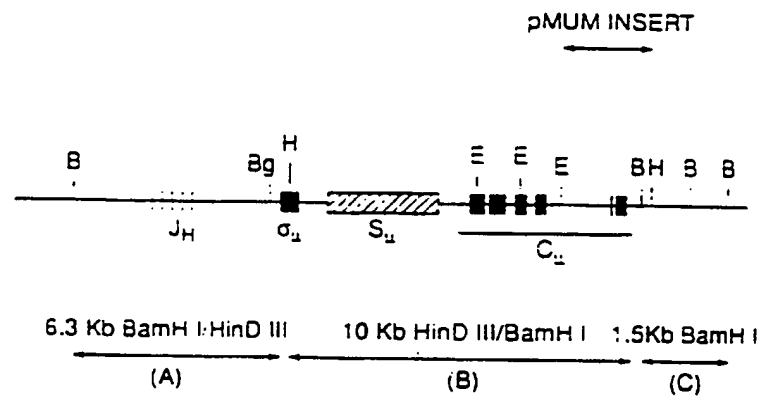 pMUM INSERT
B Bg H E E E B H B B
J_H σ_μ S_μ C_μ
6.3 Kb BamH I·HinD III 10 Kb HinD III/BamH I 1.5Kb BamH I
(A) (B) (C)